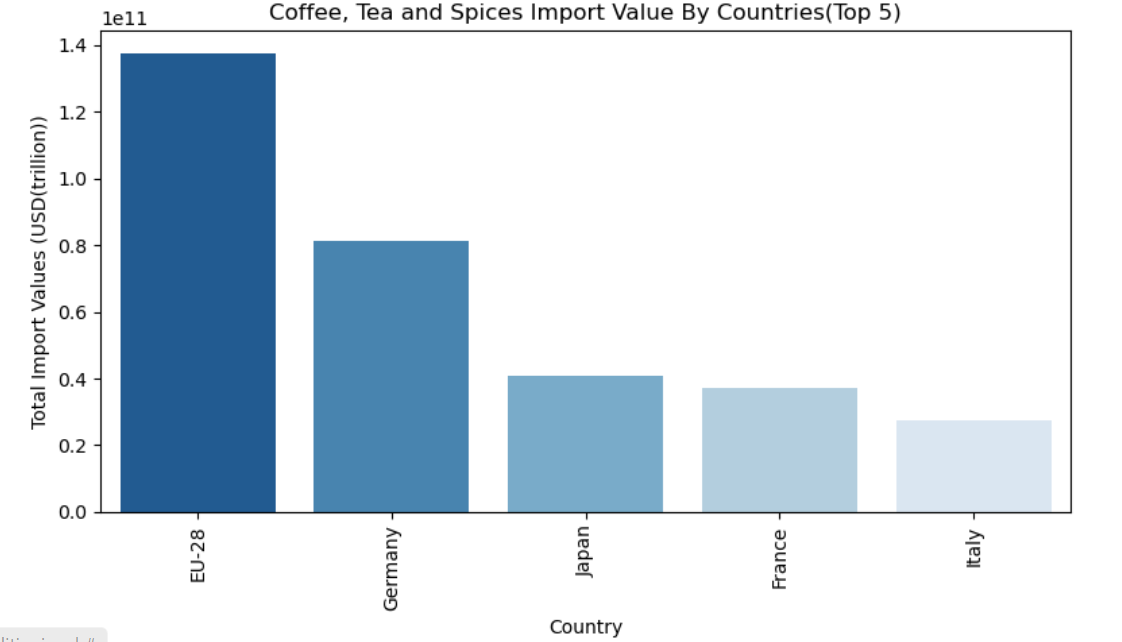 Coffee, Tea and Spices Import Value By Countries(Top 5)
1e11
Total Import Values (USD(trillion))
1.4
1.2
1.0
0.8
0.6
0.4
0.2
0.0
EU-28
Germany
Japan
France
Italy
Country